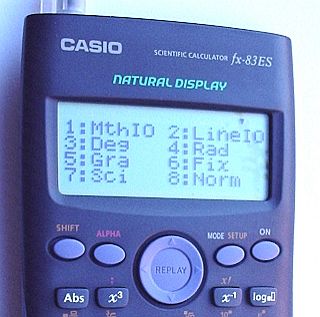 CASIO
SCIENTIFIC CALCULATOR fx-83ES
NATURAL DISPLAY
1:MthIO 2:LineIO
3:Deg 4:Rad
5:Gra 6:Fix
7:Sci 8:Norm
SHIFT ALPHA MODE SETUP ON
REPLAY
x!
Abs x³ x⁻¹ log